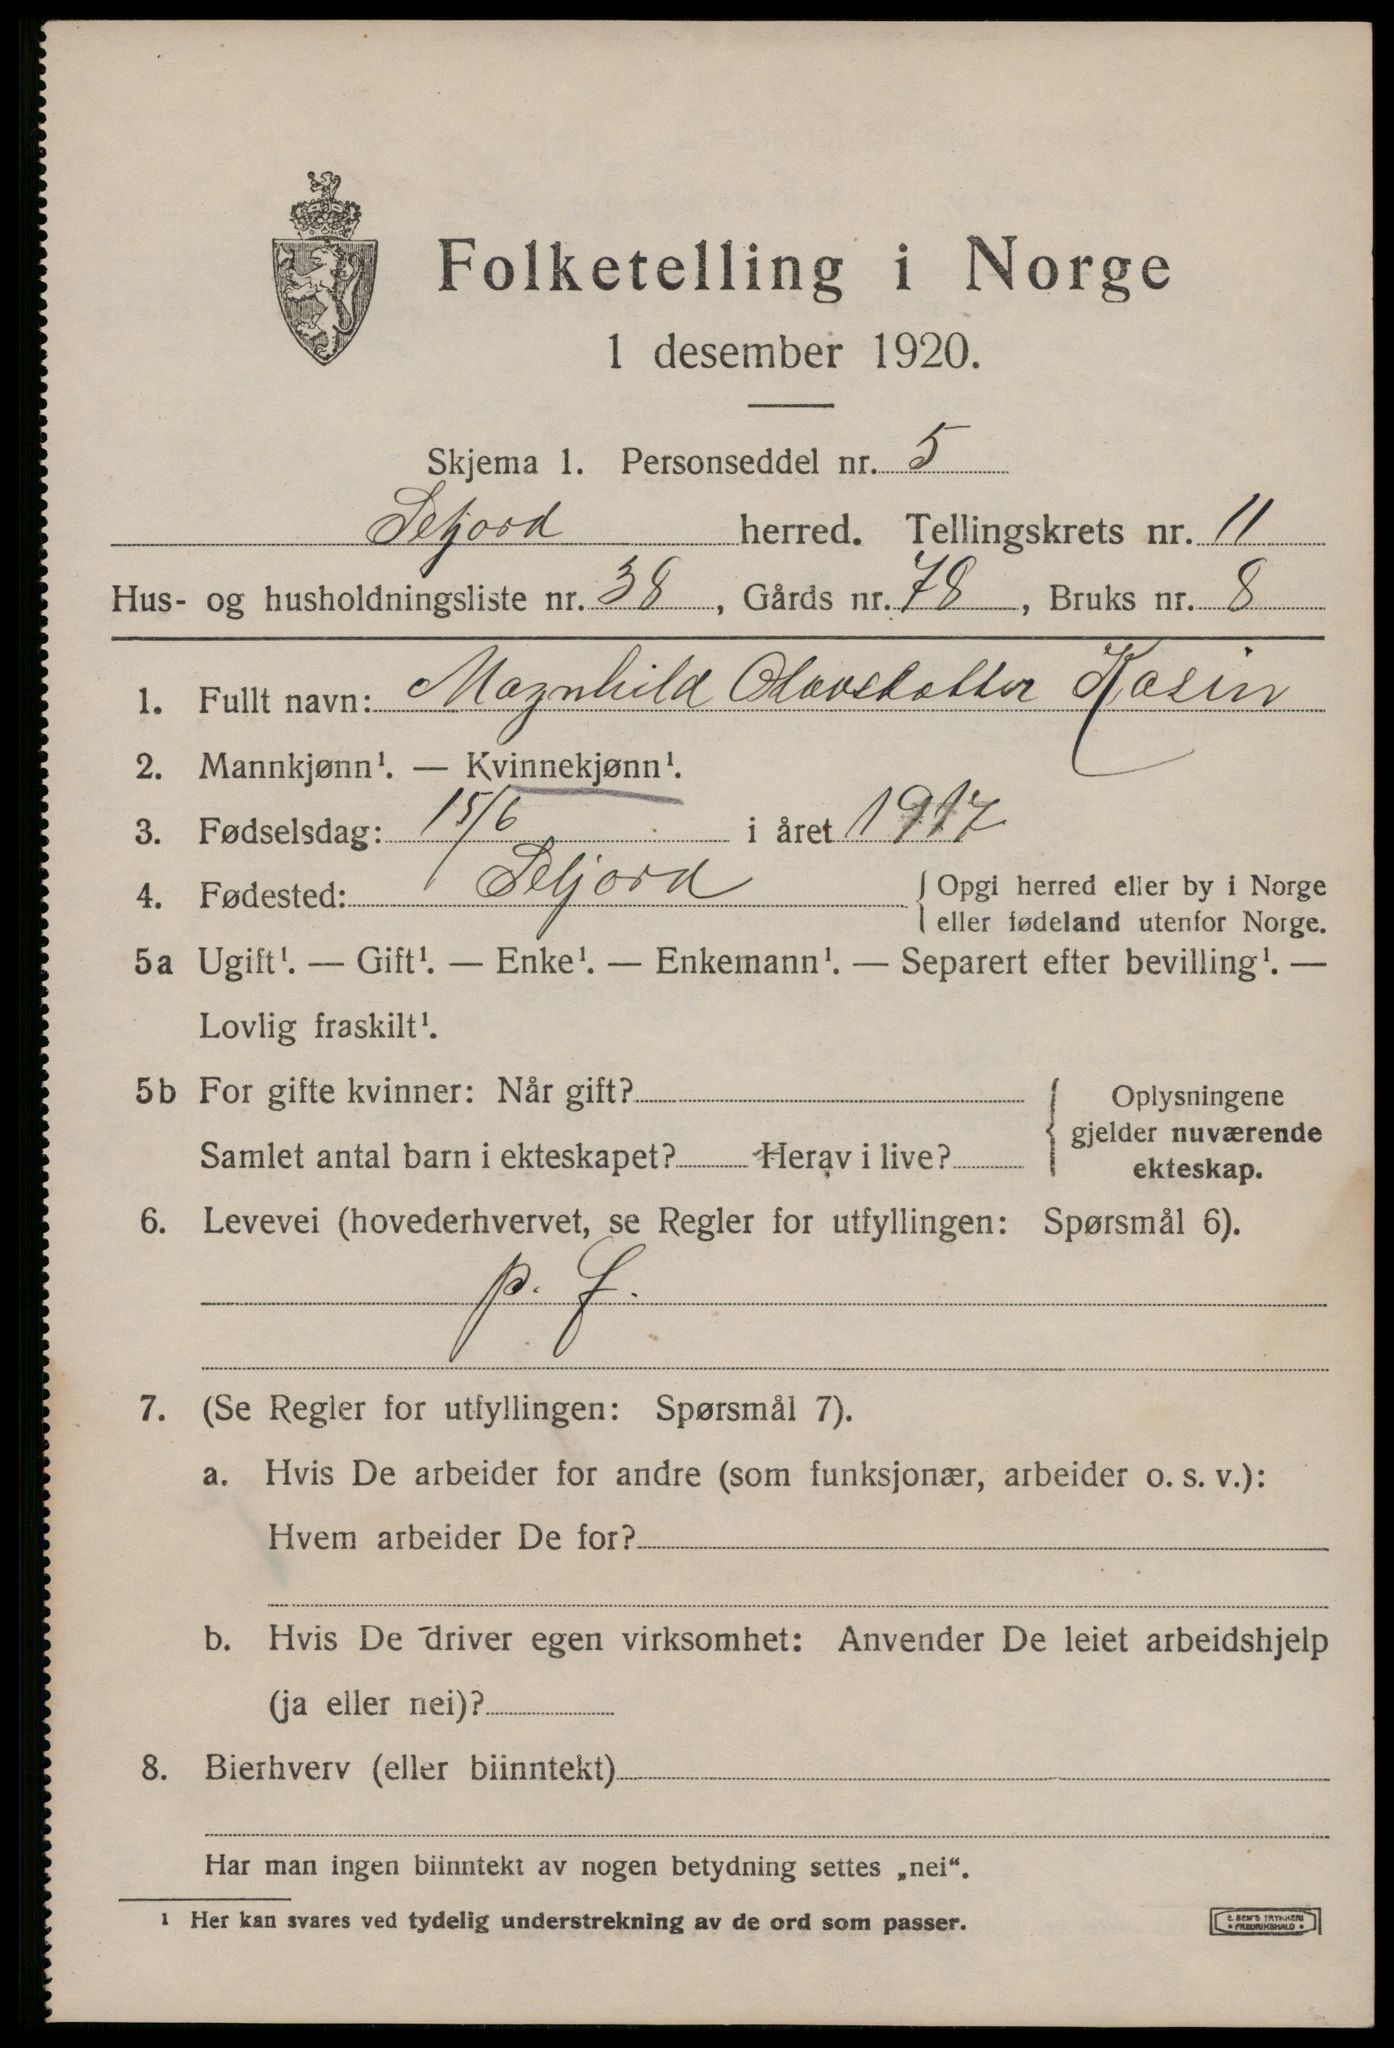 Folketelling i Norge
1 desember 1920.
Skjema 1. Personseddel nr. 5
Seljord herred. Tellingskrets nr. 11
Hus- og husholdningsliste nr. 38, Gårds nr. 78, Bruks nr. 8
1. Fullt navn: Magnhild Olavsdatter Kasin
2. Mannkjønn¹. — Kvinnekjønn¹.
3. Fødselsdag: 15/6 i året 1917
4. Fødested: Seljord { Opgi herred eller by i Norge
eller fødeland utenfor Norge.
5a Ugift¹. — Gift¹. — Enke¹. — Enkemann¹. — Separert efter bevilling¹. —
Lovlig fraskilt¹.
5b For gifte kvinner: Når gift?
Samlet antal barn i ekteskapet? Herav i live?
Oplysningene
gjelder nuværende
ekteskap.
6. Levevei (hovederhvervet, se Regler for utfyllingen: Spørsmål 6).
p. f.
7. (Se Regler for utfyllingen: Spørsmål 7).
a. Hvis De arbeider for andre (som funksjonær, arbeider o. s. v.):
Hvem arbeider De for?
b. Hvis De driver egen virksomhet: Anvender De leiet arbeidshjelp
(ja eller nei)?
8. Bierhverv (eller biinntekt)
Har man ingen biinntekt av nogen betydning settes „nei“.
¹ Her kan svares ved tydelig understrekning av de ord som passer.
E. SEM'S TRYKKERI
FREDRIKSHALD